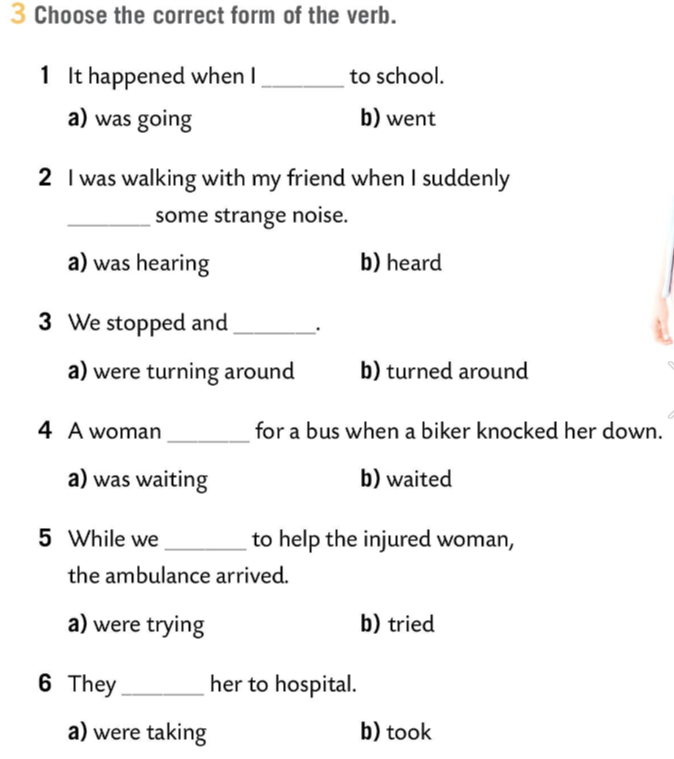 3 Choose the correct form of the verb.
1 It happened when I ________ to school.
a) was going b) went
2 I was walking with my friend when I suddenly
________ some strange noise.
a) was hearing b) heard
3 We stopped and ________.
a) were turning around b) turned around
4 A woman ________ for a bus when a biker knocked her down.
a) was waiting b) waited
5 While we ________ to help the injured woman,
the ambulance arrived.
a) were trying b) tried
6 They ________ her to hospital.
a) were taking b) took